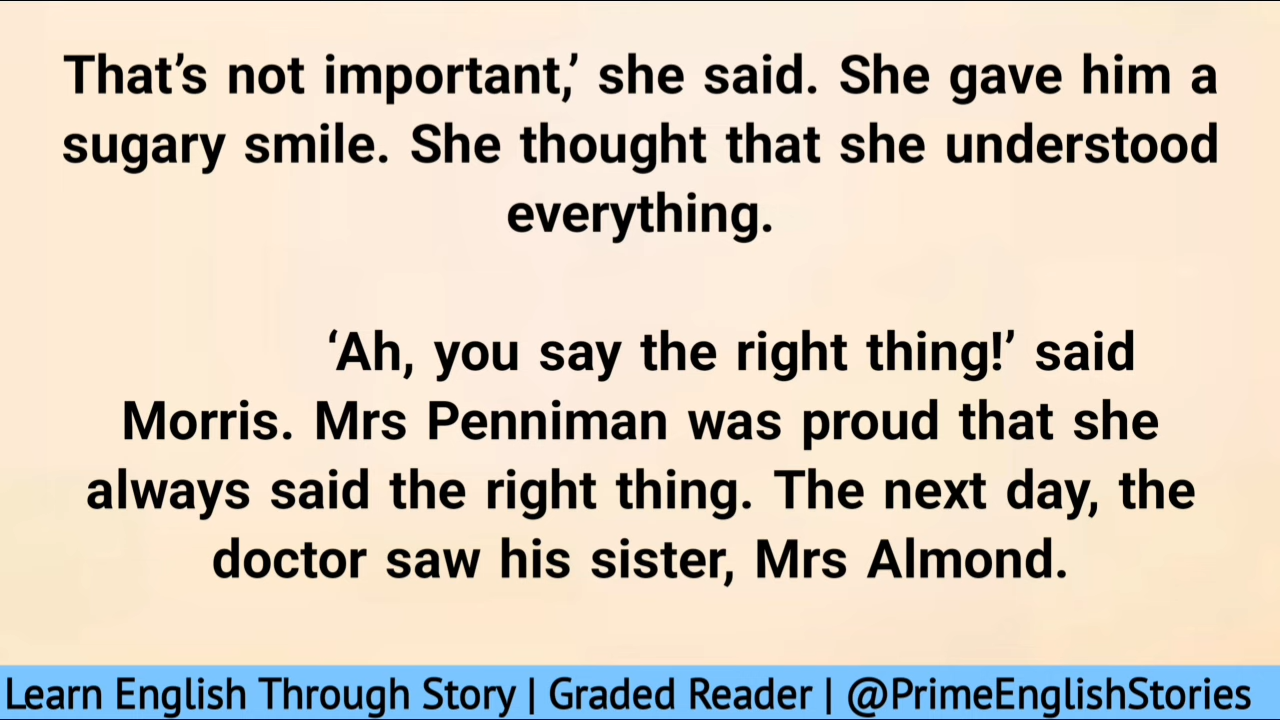 That’s not important,’ she said. She gave him a
sugary smile. She thought that she understood
everything.
‘Ah, you say the right thing!’ said
Morris. Mrs Penniman was proud that she
always said the right thing. The next day, the
doctor saw his sister, Mrs Almond.
Learn English Through Story | Graded Reader | @PrimeEnglishStories